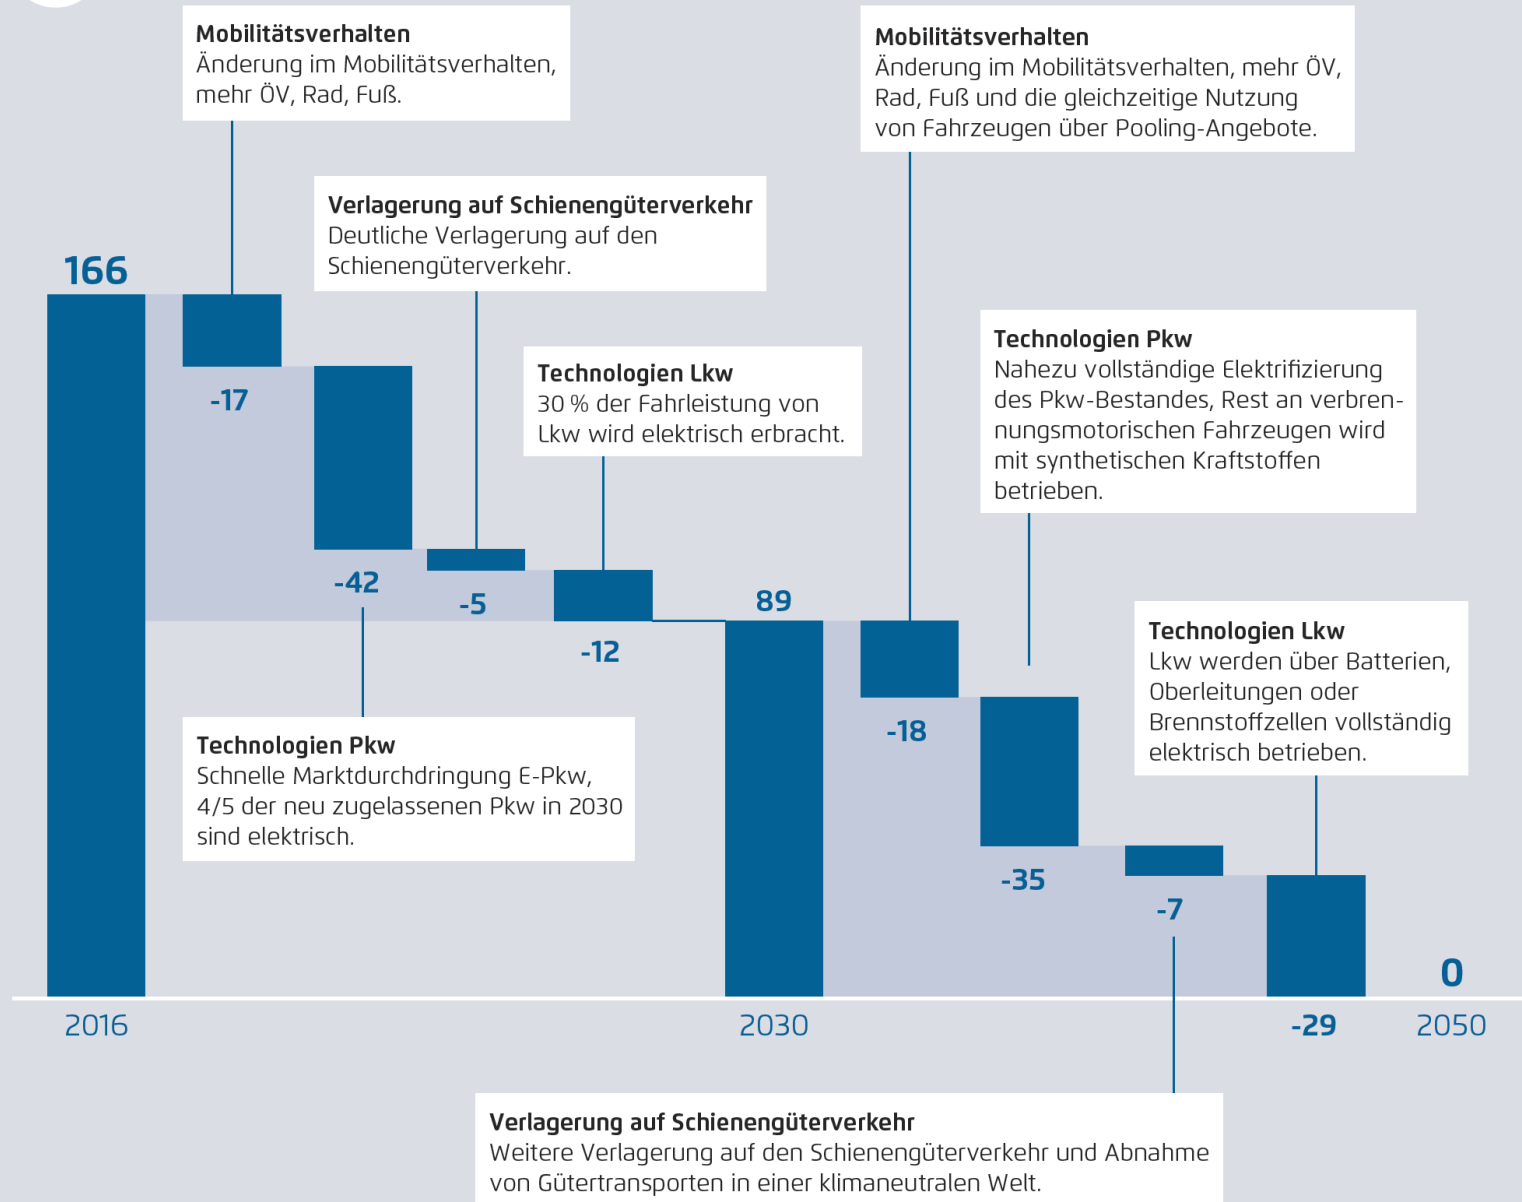 Mobilitätsverhalten
Änderung im Mobilitätsverhalten,
mehr ÖV, Rad, Fuß.
Mobilitätsverhalten
Änderung im Mobilitätsverhalten, mehr ÖV,
Rad, Fuß und die gleichzeitige Nutzung
von Fahrzeugen über Pooling-Angebote.
Verlagerung auf Schienengüterverkehr
Deutliche Verlagerung auf den
Schienengüterverkehr.
166
Technologien Pkw
Nahezu vollständige Elektrifizierung
des Pkw-Bestandes, Rest an verbren-
nungsmotorischen Fahrzeugen wird
mit synthetischen Kraftstoffen
betrieben.
Technologien Lkw
30 % der Fahrleistung von
Lkw wird elektrisch erbracht.
-17
-42
-5
-12
89
Technologien Lkw
Lkw werden über Batterien,
Oberleitungen oder
Brennstoffzellen vollständig
elektrisch betrieben.
Technologien Pkw
Schnelle Marktdurchdringung E-Pkw,
4/5 der neu zugelassenen Pkw in 2030
sind elektrisch.
-18
-35
-7
0
2016
2030
-29
2050
Verlagerung auf Schienengüterverkehr
Weitere Verlagerung auf den Schienengüterverkehr und Abnahme
von Gütertransporten in einer klimaneutralen Welt.